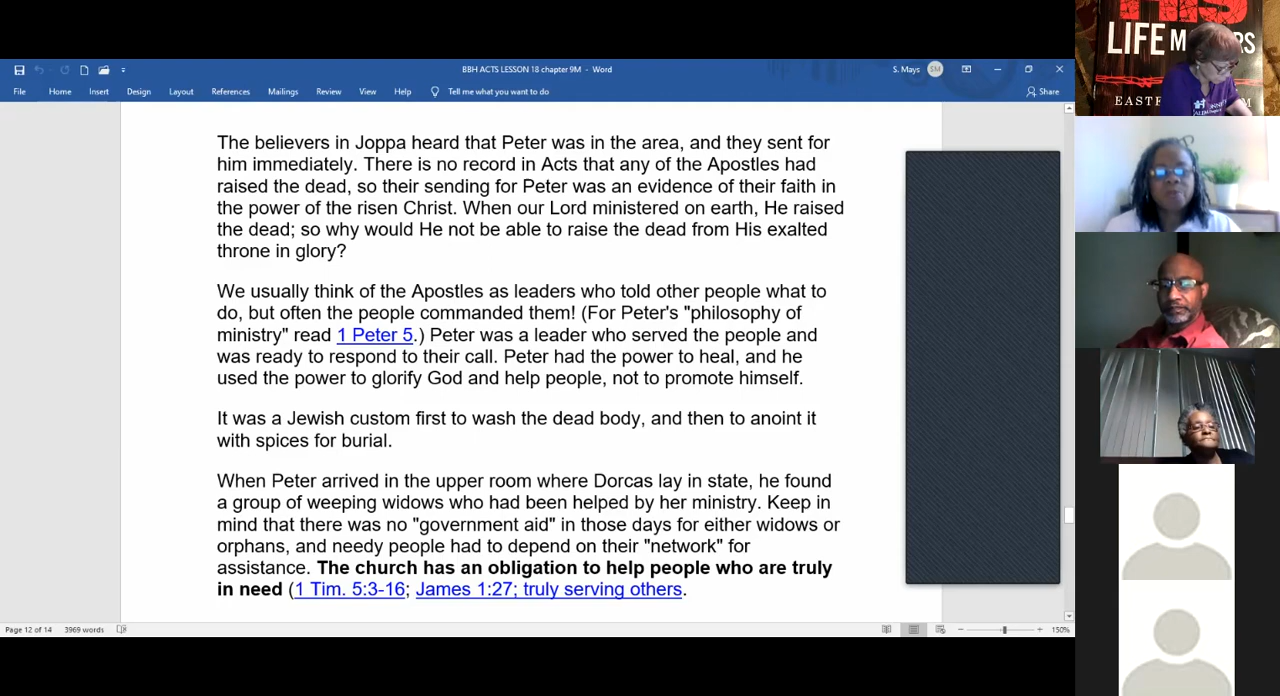 BBH ACTS LESSON 18 chapter 9M - Word
S. Mays
SM
File Home Insert Design Layout References Mailings Review View Help Tell me what you want to do
Share
The believers in Joppa heard that Peter was in the area, and they sent for
him immediately. There is no record in Acts that any of the Apostles had
raised the dead, so their sending for Peter was an evidence of their faith in
the power of the risen Christ. When our Lord ministered on earth, He raised
the dead; so why would He not be able to raise the dead from His exalted
throne in glory?
We usually think of the Apostles as leaders who told other people what to
do, but often the people commanded them! (For Peter's "philosophy of
ministry" read 1 Peter 5.) Peter was a leader who served the people and
was ready to respond to their call. Peter had the power to heal, and he
used the power to glorify God and help people, not to promote himself.
It was a Jewish custom first to wash the dead body, and then to anoint it
with spices for burial.
When Peter arrived in the upper room where Dorcas lay in state, he found
a group of weeping widows who had been helped by her ministry. Keep in
mind that there was no "government aid" in those days for either widows or
orphans, and needy people had to depend on their "network" for
assistance. The church has an obligation to help people who are truly
in need (1 Tim. 5:3-16; James 1:27; truly serving others.
Page 12 of 14 3969 words
150%
HIS
LIFE